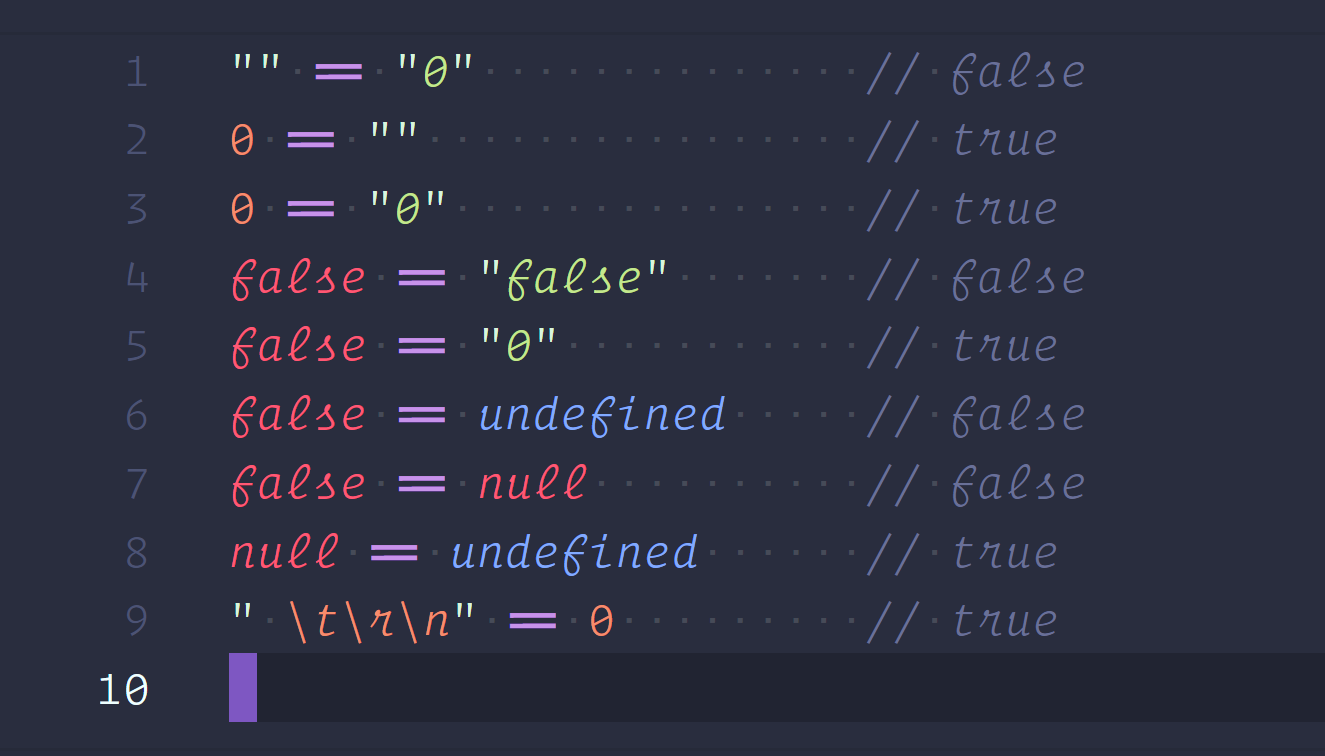 1 "" == "0" // false
2 0 == "" // true
3 0 == "0" // true
4 false == "false" // false
5 false == "0" // true
6 false == undefined // false
7 false == null // false
8 null == undefined // true
9 " \t\r\n" == 0 // true
10